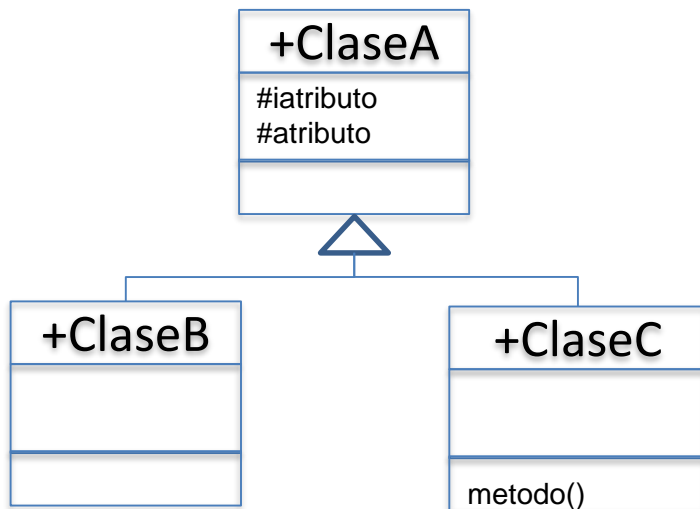 +ClaseA
#iatributo
#atributo
+ClaseB
+ClaseC
metodo()